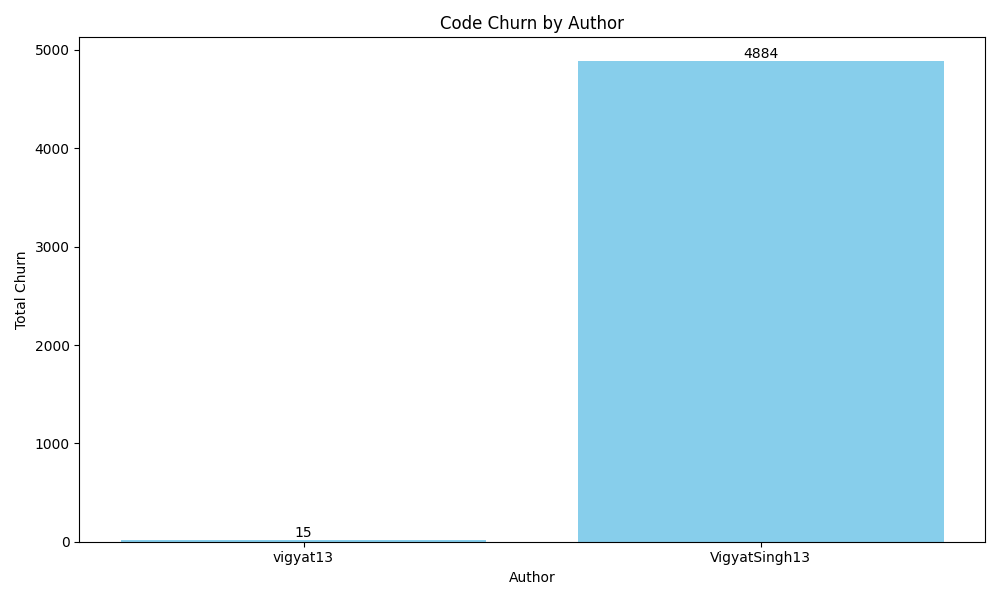 Code Churn by Author
Total Churn
5000
4000
3000
2000
1000
0
15
4884
vigyat13
VigyatSingh13
Author